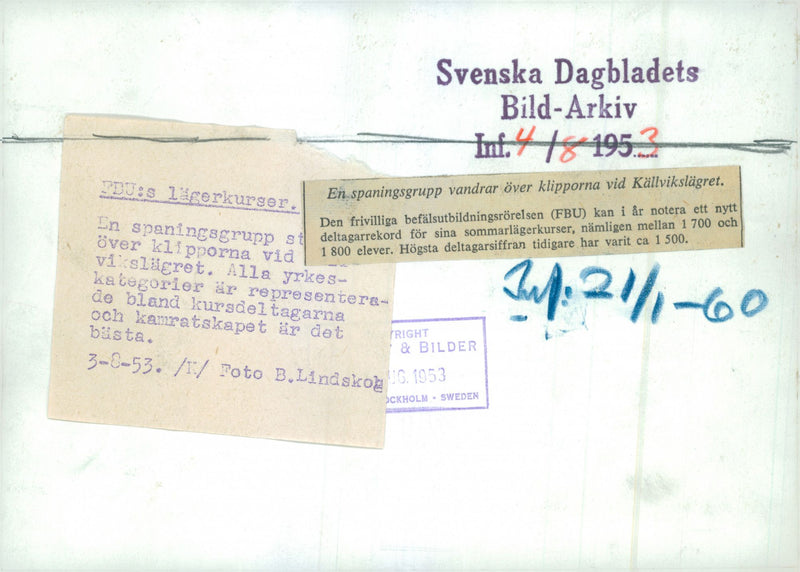 Svenska Dagbladets
Bild-Arkiv
Inf. 4/8 1953
FBU:s lägerkurser.
En spaningsgrupp st
över klipporna vid
vikslägret. Alla yrkes-
kategorier är representera-
de bland kursdeltagarna
och kamratskapet är det
bästa.
3-8-53. /K/ Foto B.Lindskog
En spaningsgrupp vandrar över klipporna vid Källvikslägret.
Den frivilliga befälsutbildningsrörelsen (FBU) kan i år notera ett nytt
deltagarrekord för sina sommarlägerkurser, nämligen mellan 1 700 och
1 800 elever. Högsta deltagarsiffran tidigare har varit ca 1 500.
Inf: 21/1-60
YRIGHT
& BILDER
UG. 1953
OCKHOLM - SWEDEN